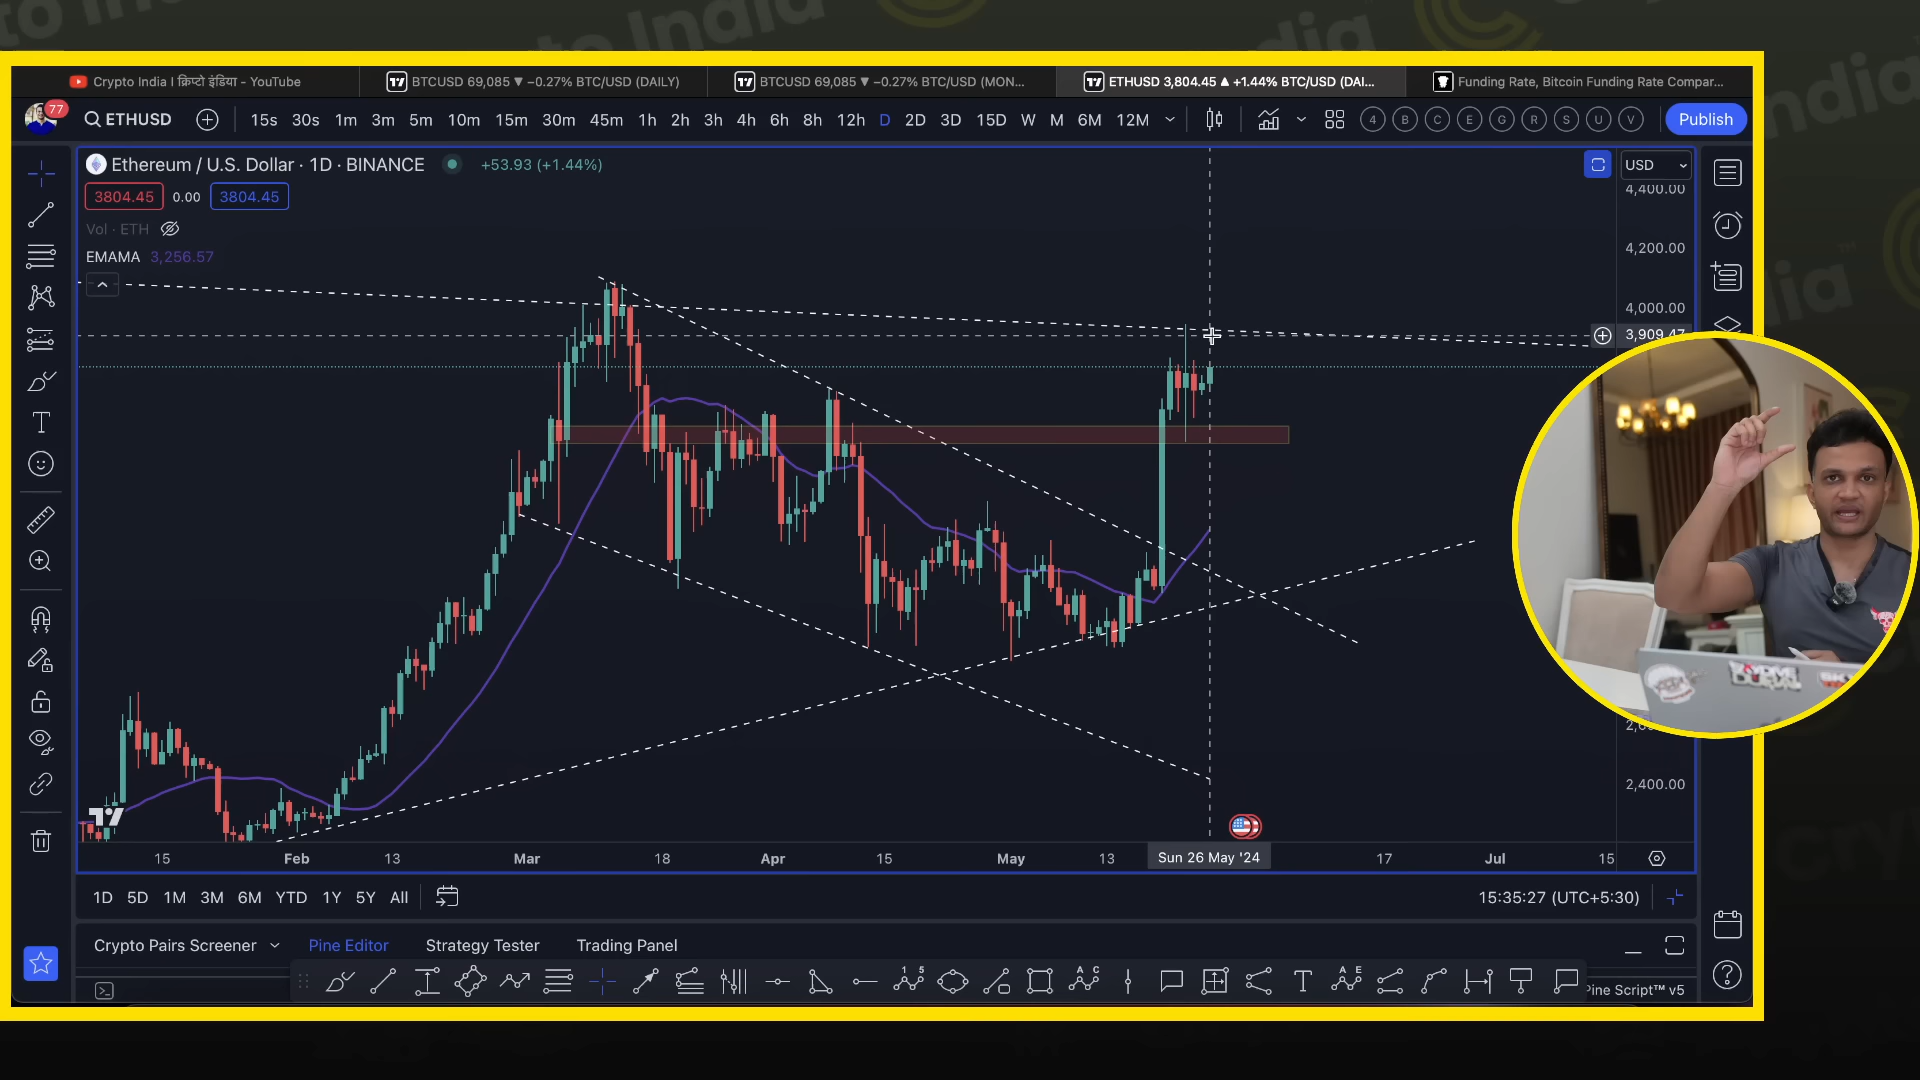 Crypto India I क्रिप्टो इंडिया - YouTube
BTCUSD 69,085 ▼ −0.27% BTC/USD (DAILY)
BTCUSD 69,085 ▼ −0.27% BTC/USD (MON...
ETHUSD 3,804.45 ▲ +1.44% BTC/USD (DAI...
Funding Rate, Bitcoin Funding Rate Compar...
77
ETHUSD
15s 30s 1m 3m 5m 10m 15m 30m 45m 1h 2h 3h 4h 6h 8h 12h D 2D 3D 15D W M 6M 12M
4 B C E G R S U V
Publish
Ethereum / U.S. Dollar · 1D · BINANCE +53.93 (+1.44%)
USD
3804.45 0.00 3804.45
Vol · ETH
EMAMA 3,256.57
4,400.00
4,200.00
4,000.00
3,909.47
2,400.00
15 Feb 13 Mar 18 Apr 15 May 13 Sun 26 May '24 17 Jul 15
1D 5D 1M 3M 6M YTD 1Y 5Y All
15:35:27 (UTC+5:30)
Crypto Pairs Screener Pine Editor Strategy Tester Trading Panel
Pine Script™ v5